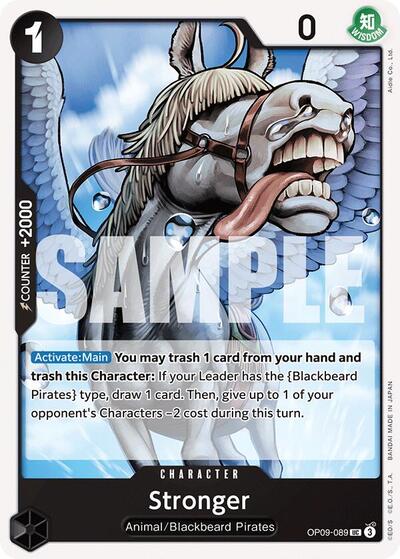 1
0
知
WISDOM
Aidle Co., Ltd.
COUNTER +2000
SAMPLE
Activate:Main You may trash 1 card from your hand and
trash this Character: If your Leader has the {Blackbeard
Pirates} type, draw 1 card. Then, give up to 1 of your
opponent's Characters −2 cost during this turn.
©E.O./S., T.A. BANDAI MADE IN JAPAN
CHARACTER
Stronger
Animal/Blackbeard Pirates
OP09-089 UC 3